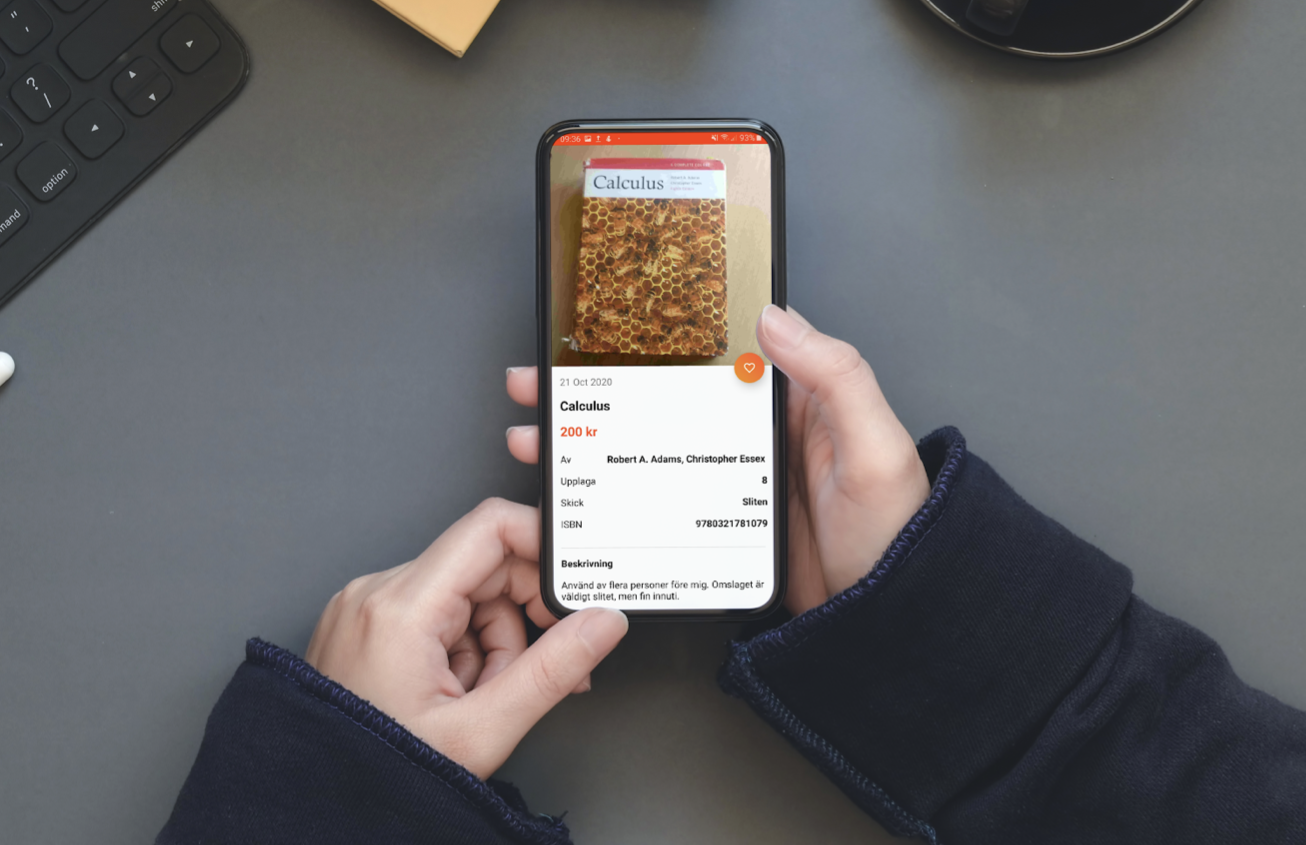 shi
" ,
? /
option
mand
09:36
93%
Calculus
21 Oct 2020
Calculus
200 kr
Av Robert A. Adams, Christopher Essex
Upplaga 8
Skick Sliten
ISBN 9780321781079
Beskrivning
Använd av flera personer före mig. Omslaget är
väldigt slitet, men fin innuti.